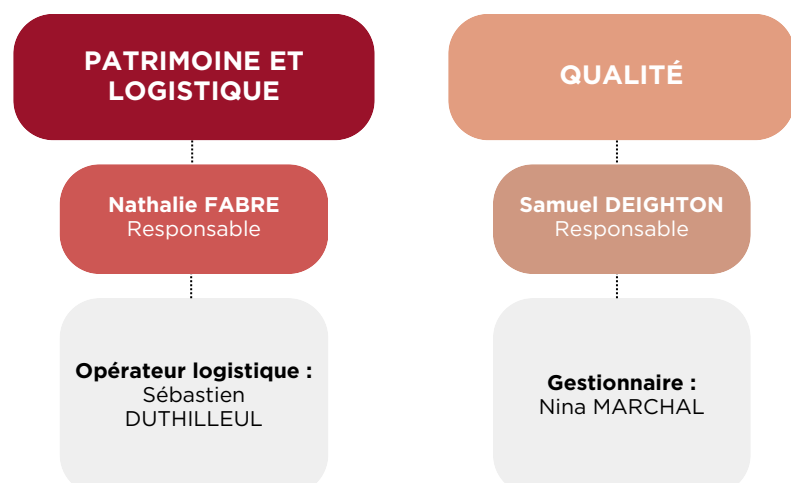 PATRIMOINE ET
LOGISTIQUE
Nathalie FABRE
Responsable
Opérateur logistique :
Sébastien
DUTHILLEUL
QUALITÉ
Samuel DEIGHTON
Responsable
Gestionnaire :
Nina MARCHAL